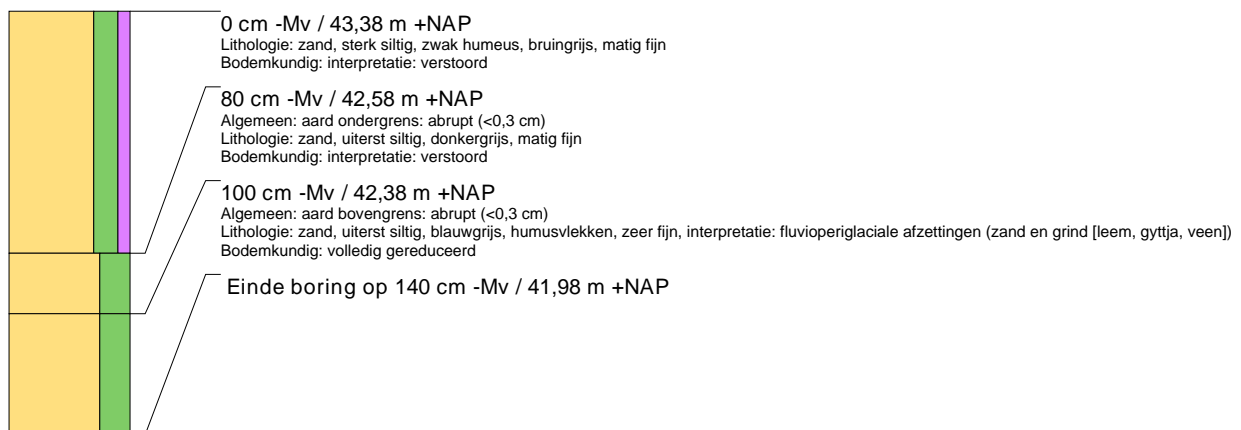 0 cm -Mv / 43,38 m +NAP
Lithologie: zand, sterk siltig, zwak humeus, bruingrijs, matig fijn
Bodemkundig: interpretatie: verstoord
80 cm -Mv / 42,58 m +NAP
Algemeen: aard ondergrens: abrupt (<0,3 cm)
Lithologie: zand, uiterst siltig, donkergrijs, matig fijn
Bodemkundig: interpretatie: verstoord
100 cm -Mv / 42,38 m +NAP
Algemeen: aard bovengrens: abrupt (<0,3 cm)
Lithologie: zand, uiterst siltig, blauwgrijs, humusvlekken, zeer fijn, interpretatie: fluvioperiglaciale afzettingen (zand en grind [leem, gyttja, veen])
Bodemkundig: volledig gereduceerd
Einde boring op 140 cm -Mv / 41,98 m +NAP